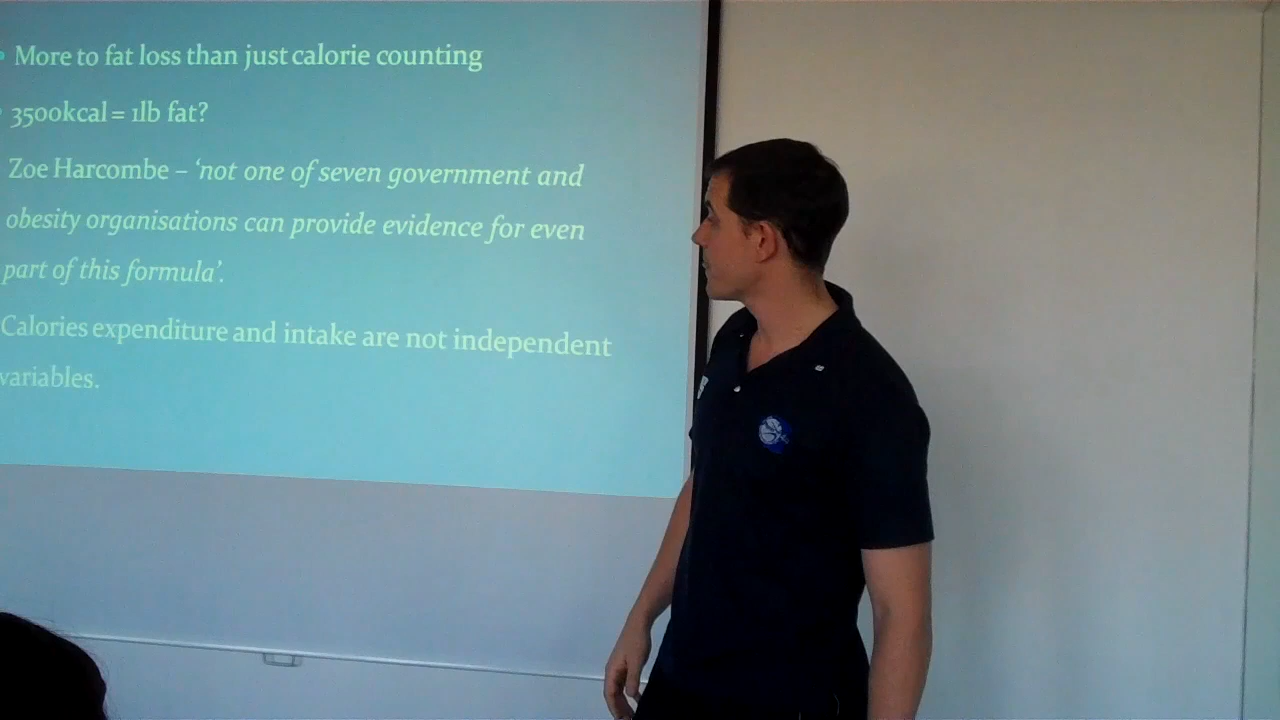 • More to fat loss than just calorie counting
• 3500kcal = 1lb fat?
Zoe Harcombe – ‘not one of seven government and
obesity organisations can provide evidence for even
part of this formula’.
Calories expenditure and intake are not independent
variables.